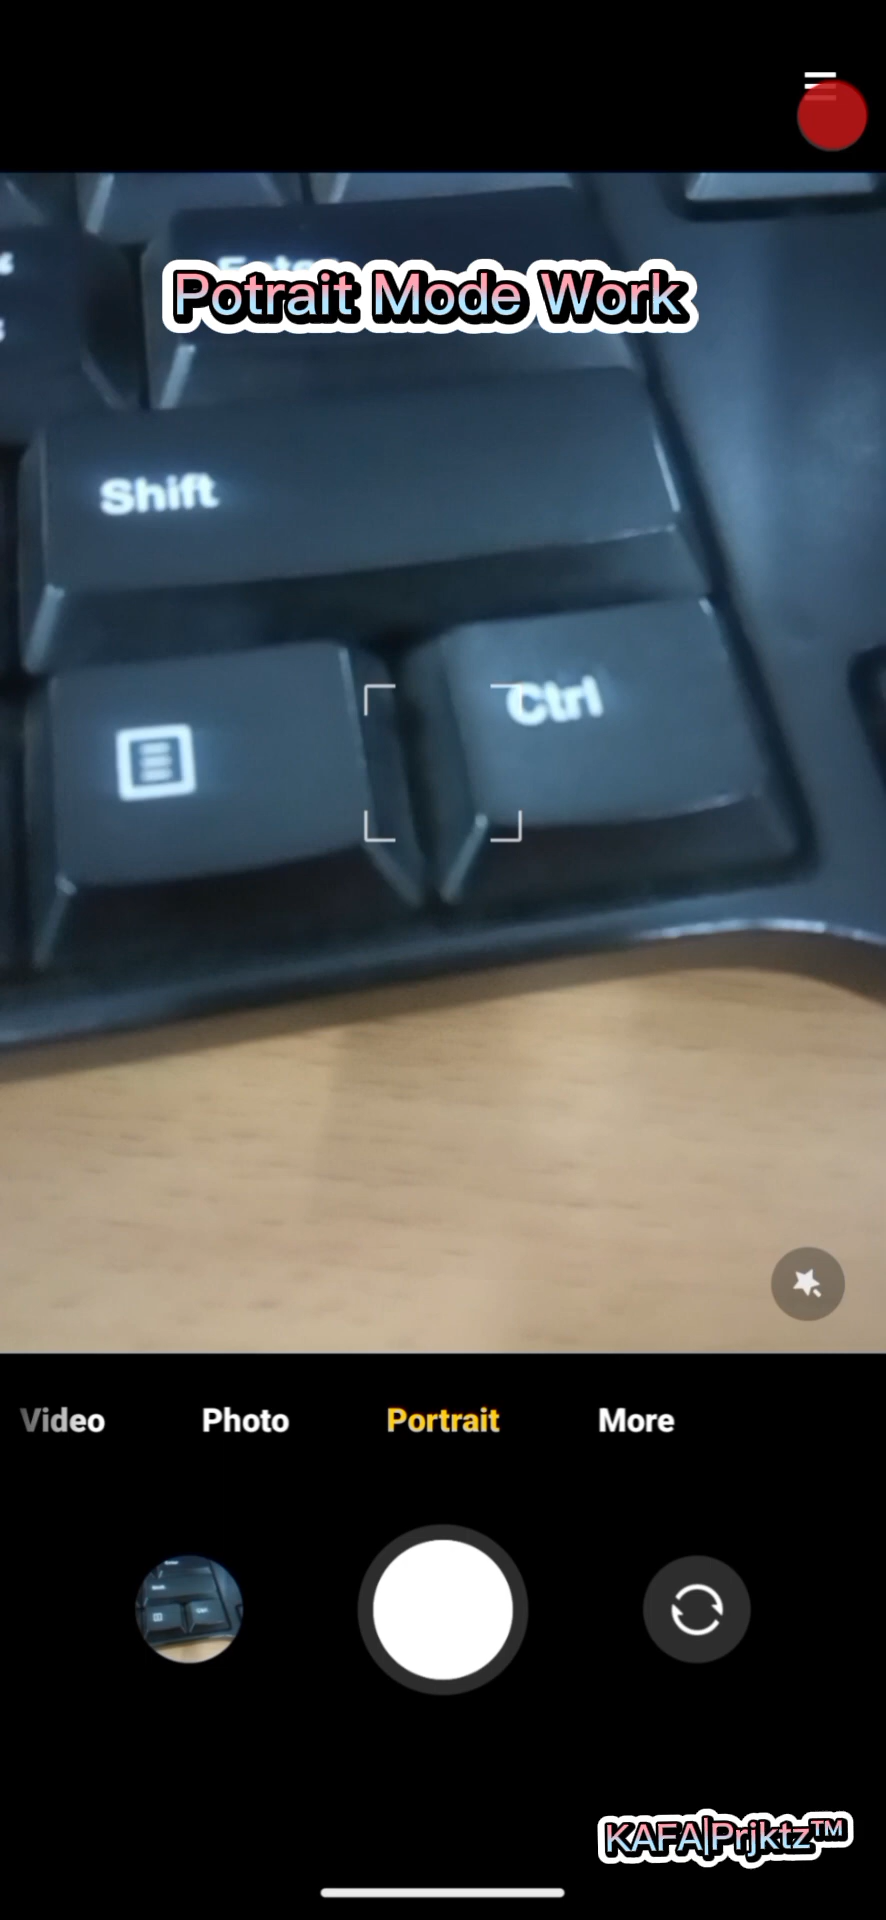 Potrait Mode Work
Shift
Ctrl
Video Photo Portrait More
KAFA|Prjktz™